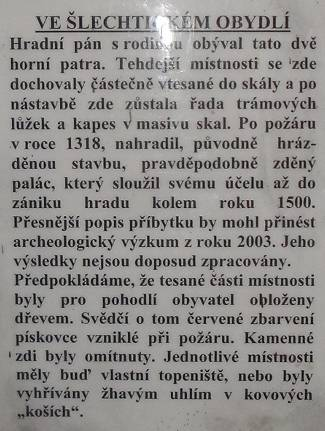 VE ŠLECHTICKÉM OBYDLÍ
Hradní pán s rodinou obýval tato dvě
horní patra. Tehdejší místnosti se zde
dochovaly částečně vtesané do skály a po
nástavbě zde zůstala řada trámových
lůžek a kapes v masivu skal. Po požáru
v roce 1318, nahradil, původně hráz-
děnou stavbu, pravděpodobně zděný
palác, který sloužil svému účelu až do
zániku hradu kolem roku 1500.
Přesnější popis příbytku by mohl přinést
archeologický výzkum z roku 2003. Jeho
výsledky nejsou doposud zpracovány.
Předpokládáme, že tesané části místnosti
byly pro pohodlí obyvatel obloženy
dřevem. Svědčí o tom červené zbarvení
pískovce vzniklé při požáru. Kamenné
zdi byly omítnuty. Jednotlivé místnosti
měly buď vlastní topeniště, nebo byly
vyhřívány žhavým uhlím v kovových
„koších“.